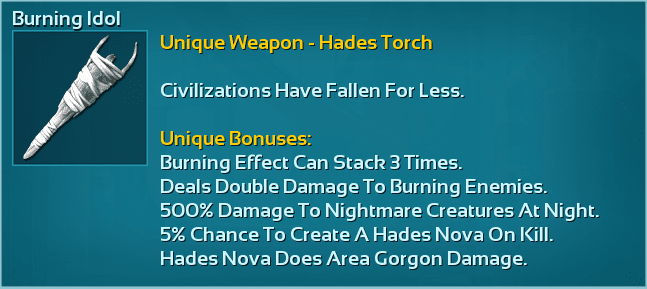 Burning Idol
Unique Weapon - Hades Torch
Civilizations Have Fallen For Less.
Unique Bonuses:
Burning Effect Can Stack 3 Times.
Deals Double Damage To Burning Enemies.
500% Damage To Nightmare Creatures At Night.
5% Chance To Create A Hades Nova On Kill.
Hades Nova Does Area Gorgon Damage.